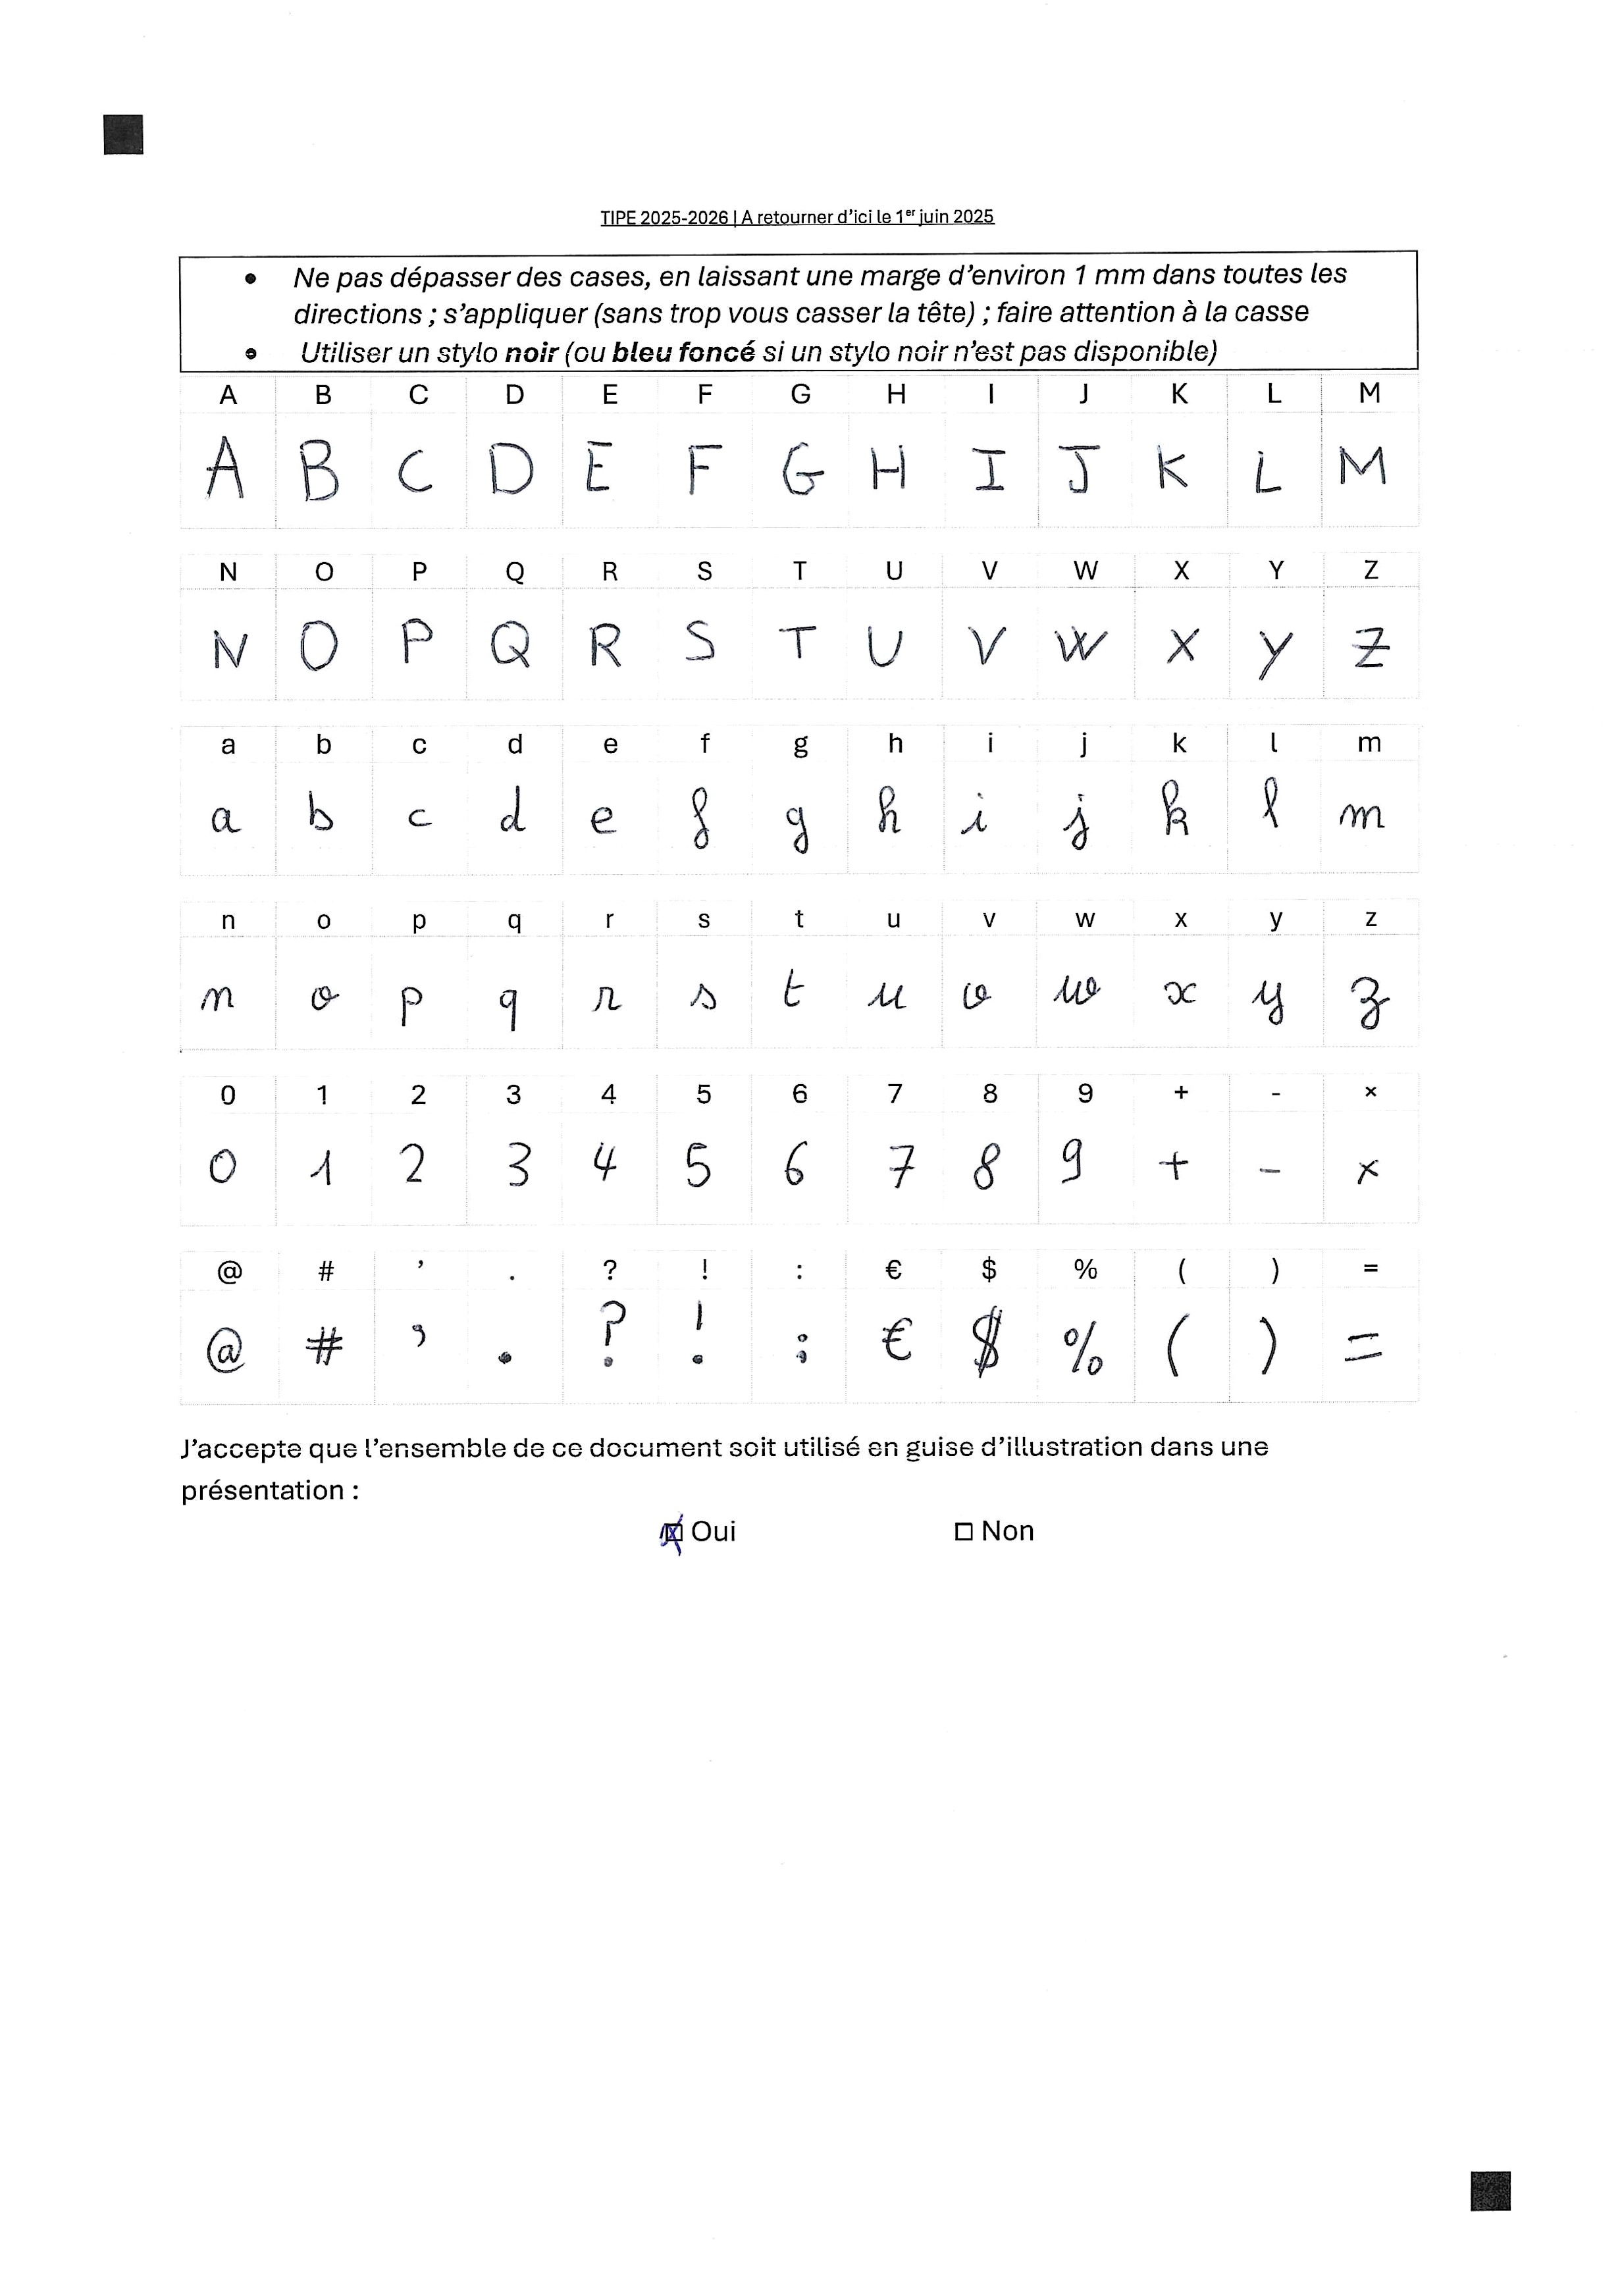 TIPE 2025-2026 | A retourner d'ici le 1er juin 2025
• Ne pas dépasser des cases, en laissant une marge d'environ 1 mm dans toutes les
directions ; s'appliquer (sans trop vous casser la tête) ; faire attention à la casse
• Utiliser un stylo noir (ou bleu foncé si un stylo noir n'est pas disponible)
A B C D E F G H I J K L M
A B C D E F G H I J K L M
N O P Q R S T U V W X Y Z
N O P Q R S T U V W X Y Z
a b c d e f g h i j k l m
a b c d e f g h i j k l m
n o p q r s t u v w x y z
n o p q r s t u v w x y z
0 1 2 3 4 5 6 7 8 9 + - ×
0 1 2 3 4 5 6 7 8 9 + - ×
@ # ’ . ? ! : € $ % ( ) =
@ # ’ . ? ! : € $ % ( ) =
J'accepte que l'ensemble de ce document soit utilisé en guise d'illustration dans une
présentation :
☒ Oui ☐ Non